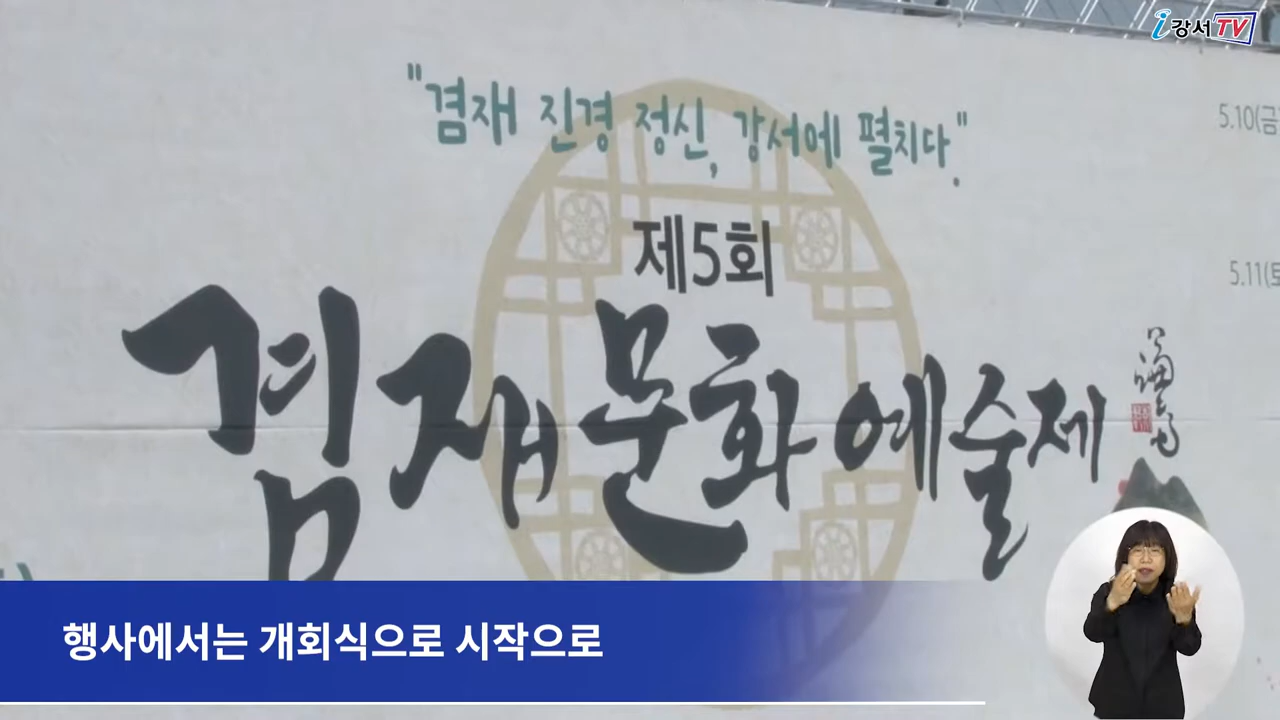 i강서TV
"겸재 진경 정신, 강서에 펼치다."
5.10(금
제5회
5.11(토
겸재문화예술제
행사에서는 개회식으로 시작으로